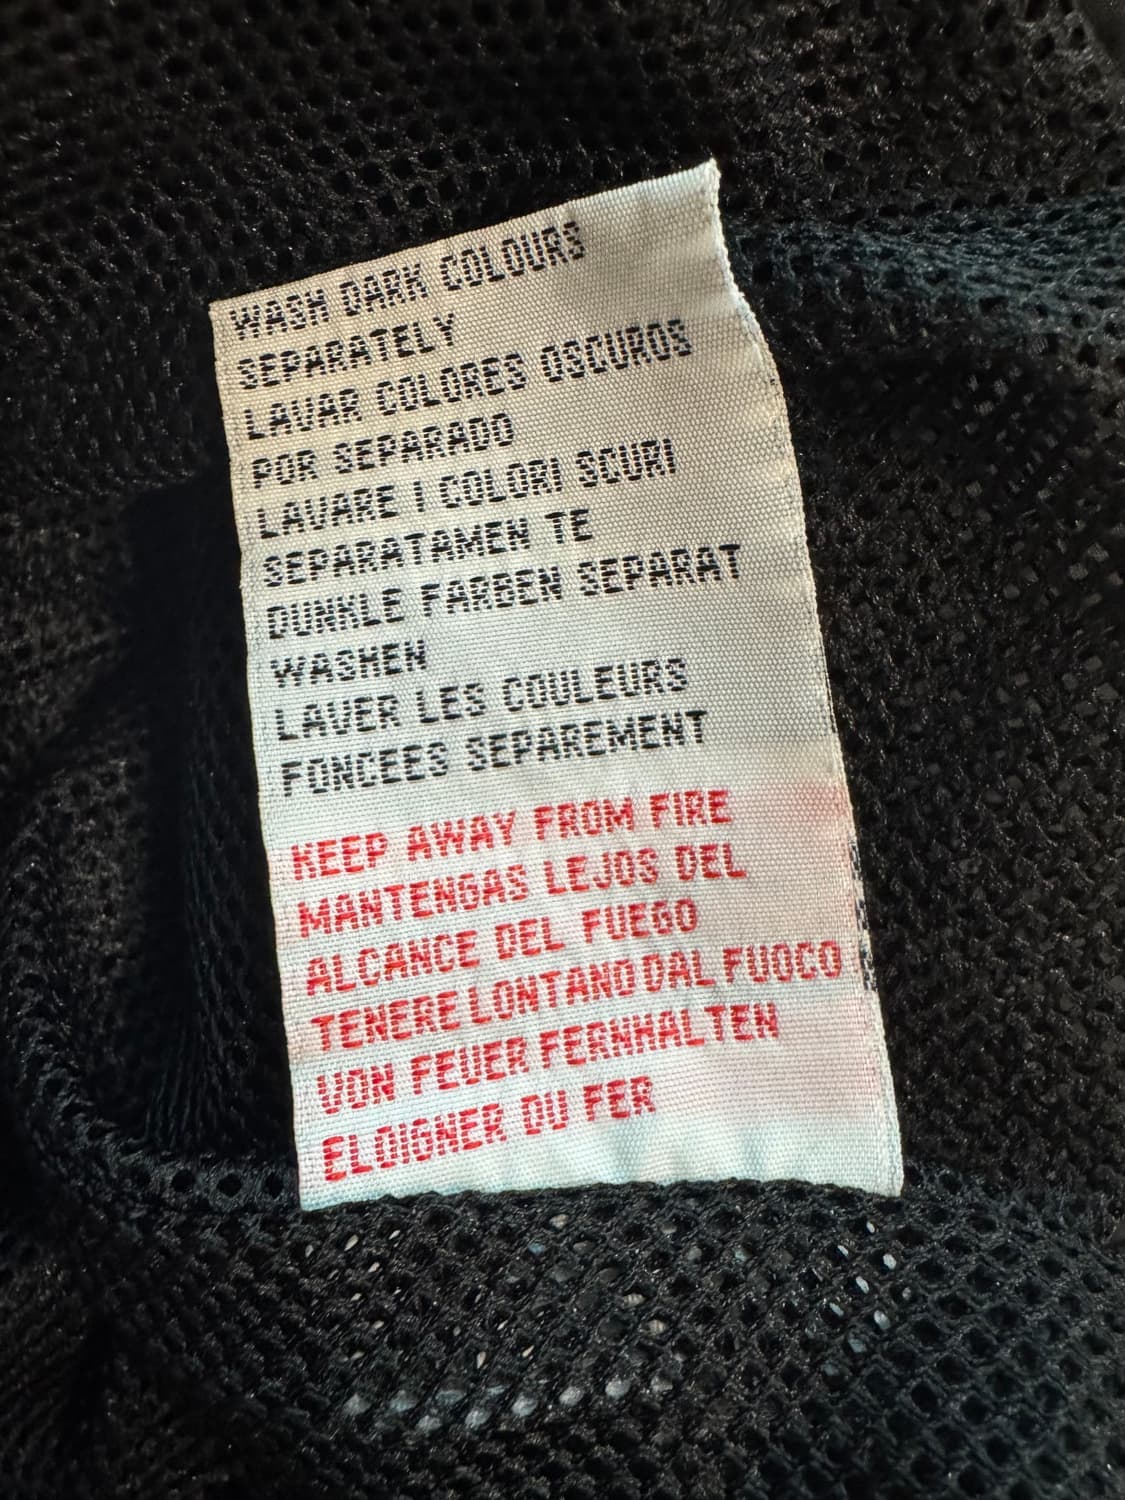 WASH DARK COLOURS
SEPARATELY
LAVAR COLORES OSCUROS
POR SEPARADO
LAVARE I COLORI SCURI
SEPARATAMEN TE
DUNKLE FARBEN SEPARAT
WASHEN
LAVER LES COULEURS
FONCEES SEPAREMENT
KEEP AWAY FROM FIRE
MANTENGAS LEJOS DEL
ALCANCE DEL FUEGO
TENERE LONTANO DAL FUOCO
VON FEUER FERNHALTEN
ELOIGNER DU FER